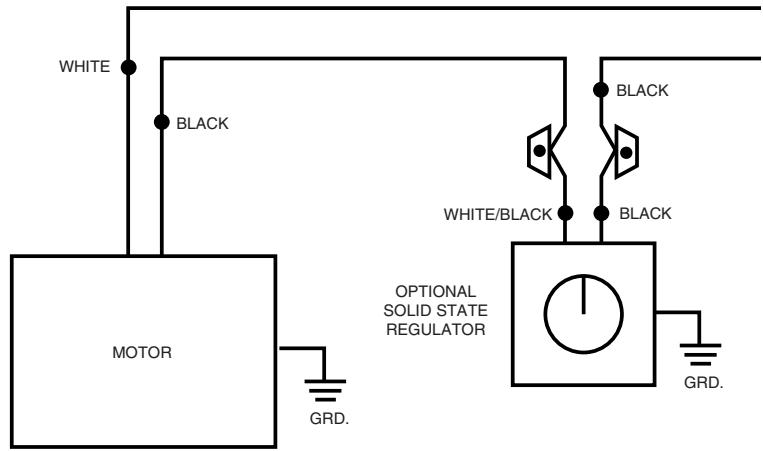 WHITE
BLACK
BLACK
WHITE/BLACK
BLACK
OPTIONAL
SOLID STATE
REGULATOR
MOTOR
GRD.
GRD.